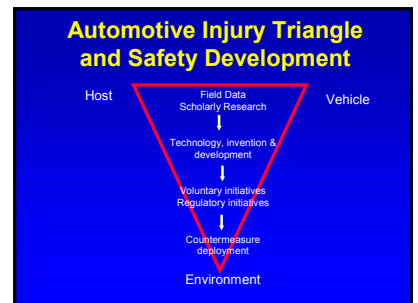 Automotive Injury Triangle
and Safety Development
Host
Field Data
Scholarly Research
Vehicle
Technology, invention &
development
Voluntary initiatives
Regulatory initiatives
Countermeasure
deployment
Environment